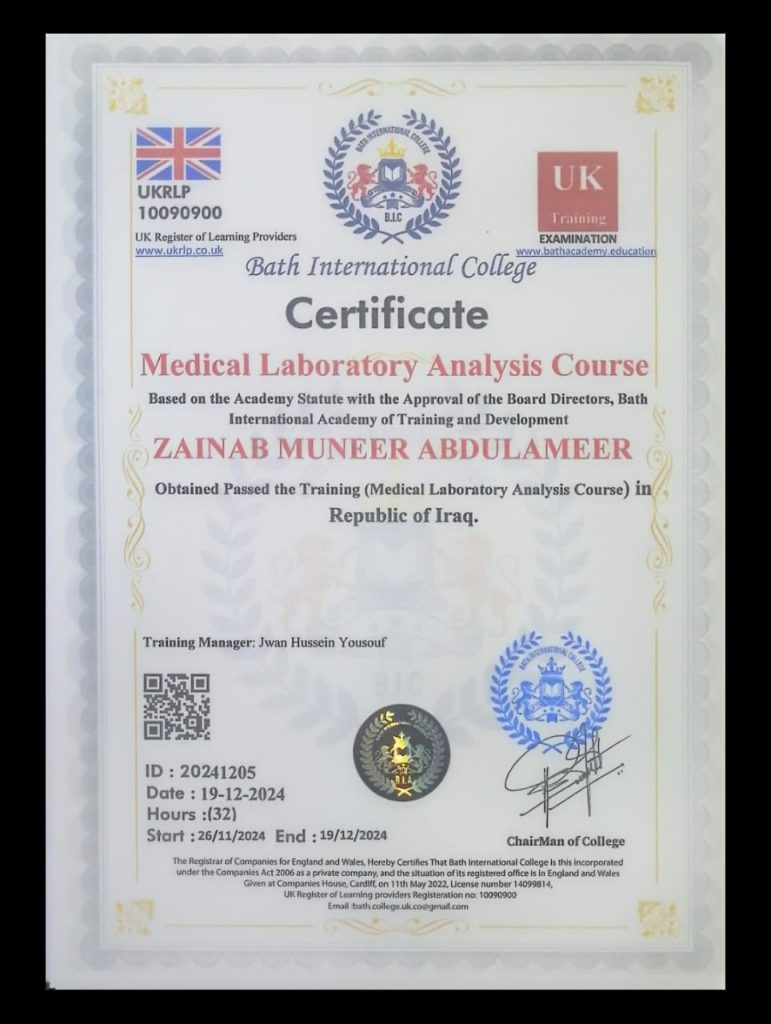 BATH INTERNATIONAL COLLEGE
B.I.C
UKRLP
10090900
UK Register of Learning Providers
www.ukrlp.co.uk
UK
Training
EXAMINATION
www.bathacademy.education
Bath International College
Certificate
Medical Laboratory Analysis Course
Based on the Academy Statute with the Approval of the Board Directors, Bath
International Academy of Training and Development
ZAINAB MUNEER ABDULAMEER
Obtained Passed the Training (Medical Laboratory Analysis Course) in
Republic of Iraq.
Training Manager: Jwan Hussein Yousouf
B.I.C
BATH INTERNATIONAL COLLEGE
B.I.A
ID : 20241205
Date : 19-12-2024
Hours :(32)
Start : 26/11/2024 End : 19/12/2024
ChairMan of College
The Registrar of Companies for England and Wales, Hereby Certifies That Bath International College Is this incorporated
under the Companies Act 2006 as a private company, and the situation of its registered office is in England and Wales
Given at Companies House, Cardiff, on 11th May 2022, License number 14099814,
UK Register of Learning providers Registeration no: 10090900
Email :bath.college.uk.co@gmail.com